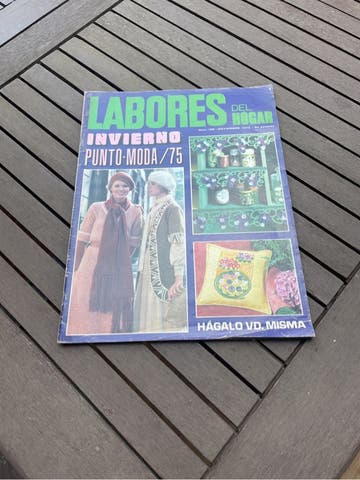 LABORES DEL HOGAR
INVIERNO
PUNTO-MODA/75
HÁGALO VD. MISMA